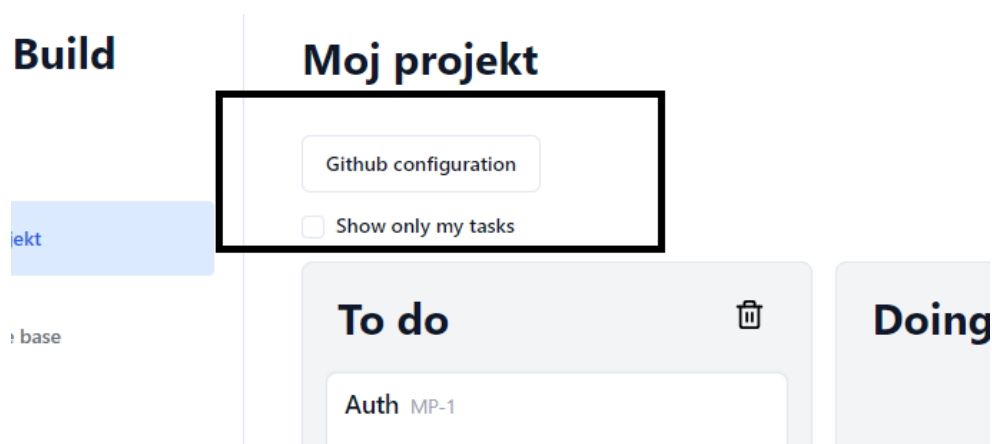 Build
Moj projekt
Github configuration
Show only my tasks
jekt
base
To do
Doing
Auth MP-1